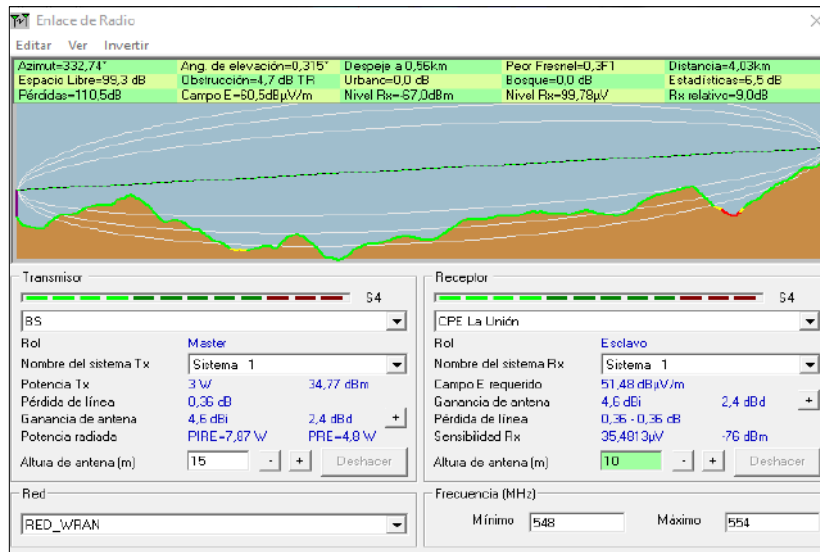 Enlace de Radio
Editar Ver Invertir
Azimut=332,74° Ang. de elevación=0,315° Despeje a 0,56km Peor Fresnel=0,3F1 Distancia=4,03km
Espacio Libre=99,3 dB Obstrucción=4,7 dB TR Urbano=0,0 dB Bosque=0,0 dB Estadísticas=6,5 dB
Pérdidas=110,5dB Campo E=60,5dBμV/m Nivel Rx=-67,0dBm Nivel Rx=99,78μV Rx relativo=9,0dB
Transmisor
S4
BS
Rol Master
Nombre del sistema Tx Sistema 1
Potencia Tx 3 W 34,77 dBm
Pérdida de línea 0,36 dB
Ganancia de antena 4,6 dBi 2,4 dBd +
Potencia radiada PIRE=7,87 W PRE=4,8 W
Altura de antena (m) 15 - + Deshacer
Receptor
S4
CPE La Unión
Rol Esclavo
Nombre del sistema Rx Sistema 1
Campo E requerido 51,48 dBμV/m
Ganancia de antena 4,6 dBi 2,4 dBd +
Pérdida de línea 0,36 - 0,36 dB
Sensibilidad Rx 35,4813μV -76 dBm
Altura de antena (m) 10 - + Deshacer
Red
RED_WRAN
Frecuencia (MHz)
Mínimo 548 Máximo 554